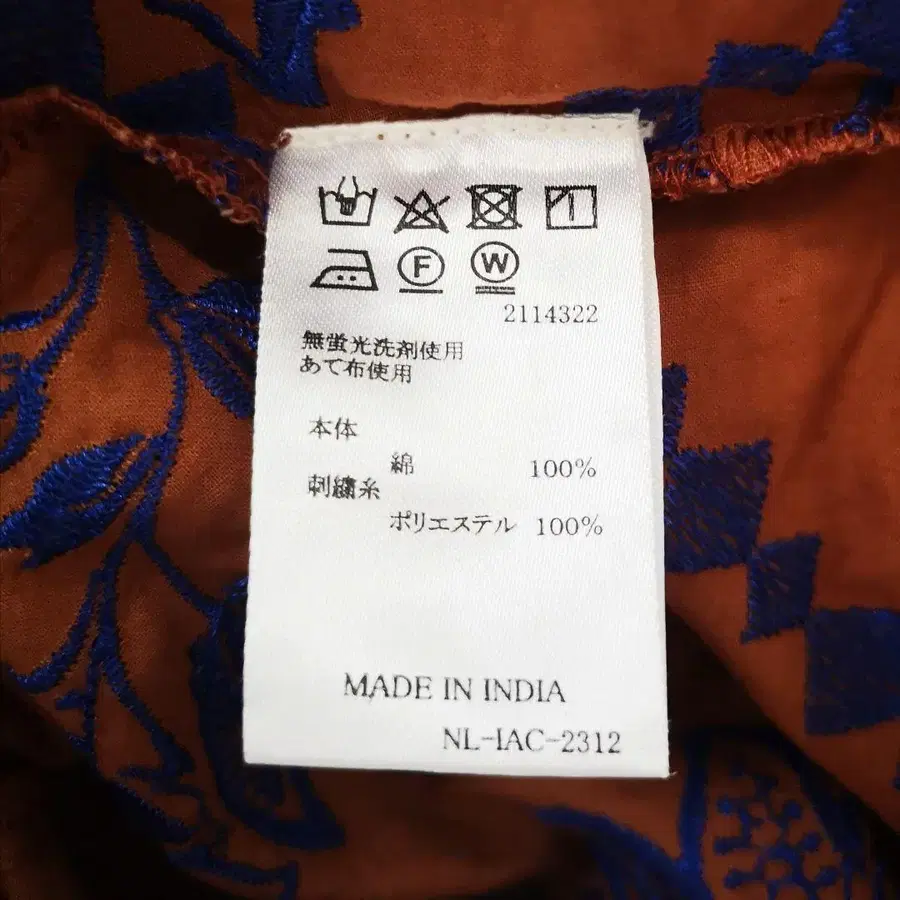 F W
2114322
無蛍光洗剤使用
あて布使用
本体
綿 100%
刺繍糸
ポリエステル 100%
MADE IN INDIA
NL-IAC-2312